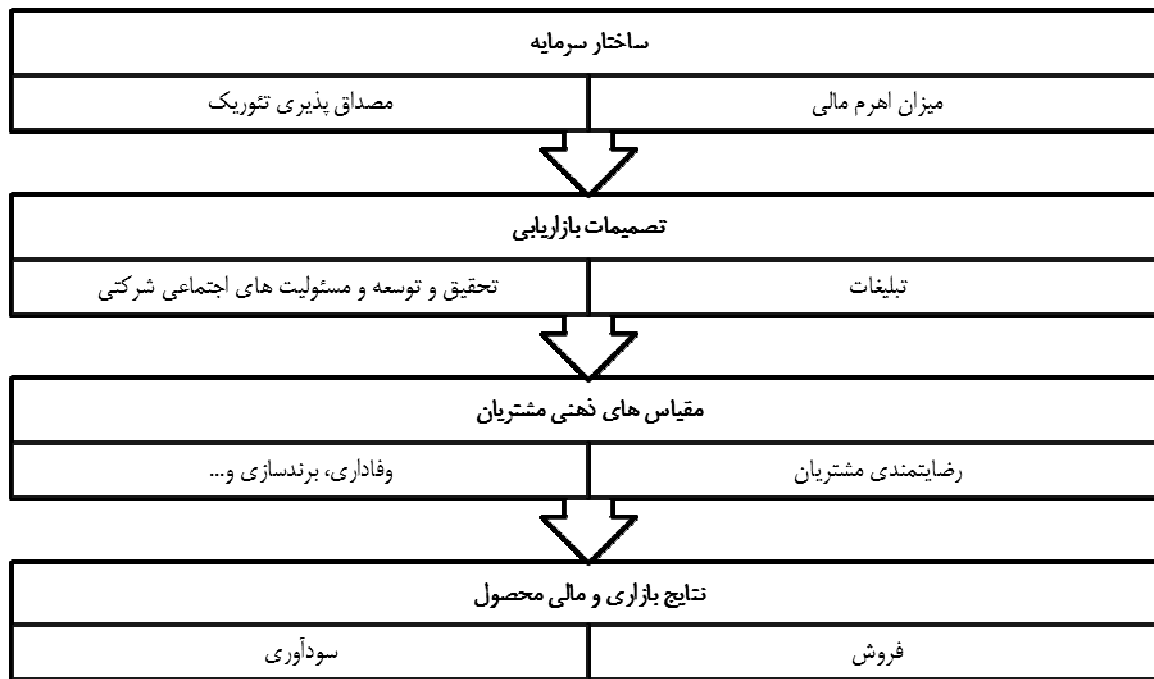 ساختار سرمایه
میزان اهرم مالی
مصداق پذیری تئوریک
تصمیمات بازاریابی
تبلیغات
تحقیق و توسعه و مسئولیت های اجتماعی شرکتی
مقیاس های ذهنی مشتریان
رضایتمندی مشتریان
وفاداری، برندسازی و...
نتایج بازاری و مالی محصول
فروش
سودآوری